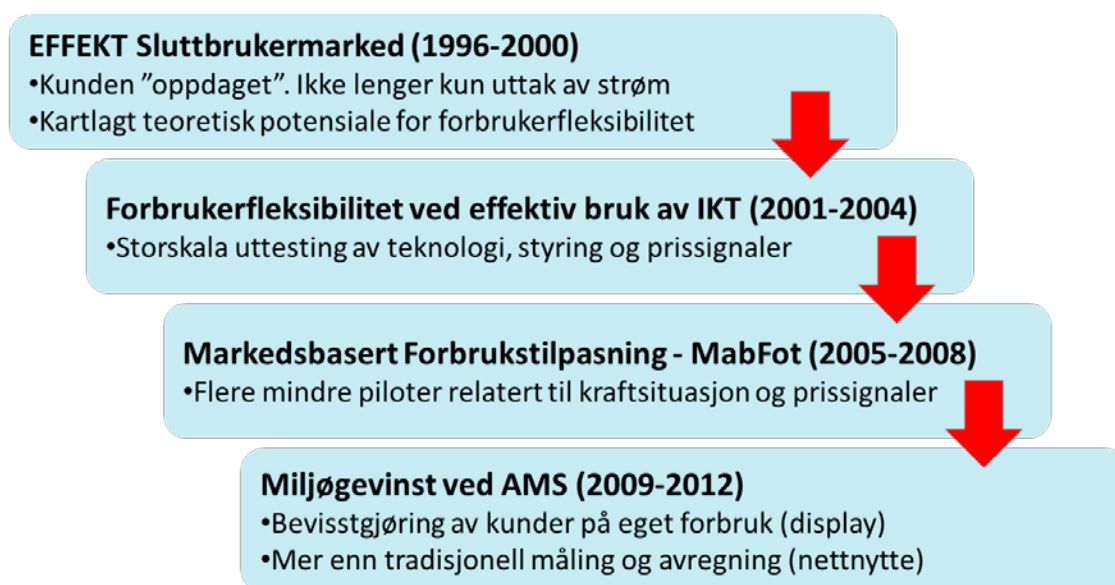 EFFEKT Sluttbrukermarked (1996-2000)
•Kunden ”oppdaget”. Ikke lenger kun uttak av strøm
•Kartlagt teoretisk potensiale for forbrukerfleksibilitet
Forbrukerfleksibilitet ved effektiv bruk av IKT (2001-2004)
•Storskala uttesting av teknologi, styring og prissignaler
Markedsbasert Forbrukstilpasning - MabFot (2005-2008)
•Flere mindre piloter relatert til kraftsituasjon og prissignaler
Miljøgevinst ved AMS (2009-2012)
•Bevisstgjøring av kunder på eget forbruk (display)
•Mer enn tradisjonell måling og avregning (nettnytte)